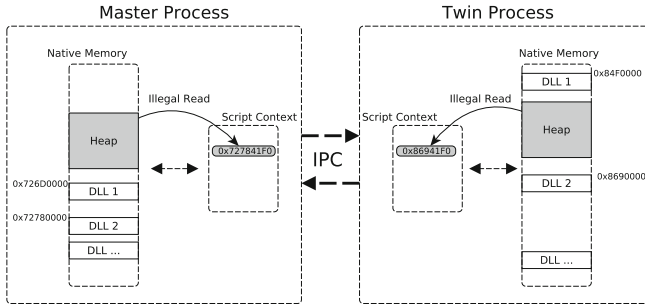 Master Process
Native Memory
Heap
Illegal Read
Script Context
0x727841F0
0x726D0000
DLL 1
0x72780000
DLL 2
DLL ...
IPC
Twin Process
Native Memory
DLL 1
0x84F0000
Illegal Read
Script Context
0x86941F0
Heap
DLL 2
0x8690000
DLL ...